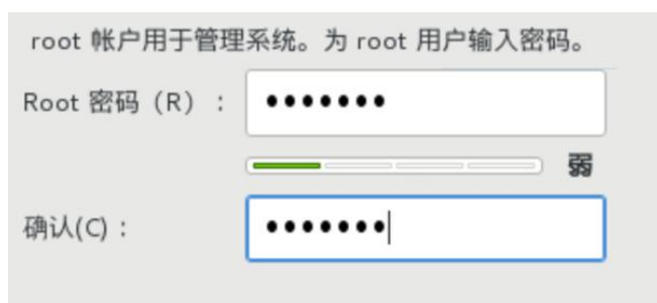 root 帐户用于管理系统。为 root 用户输入密码。
Root 密码（R） ： •••••••
弱
确认(C)： •••••••